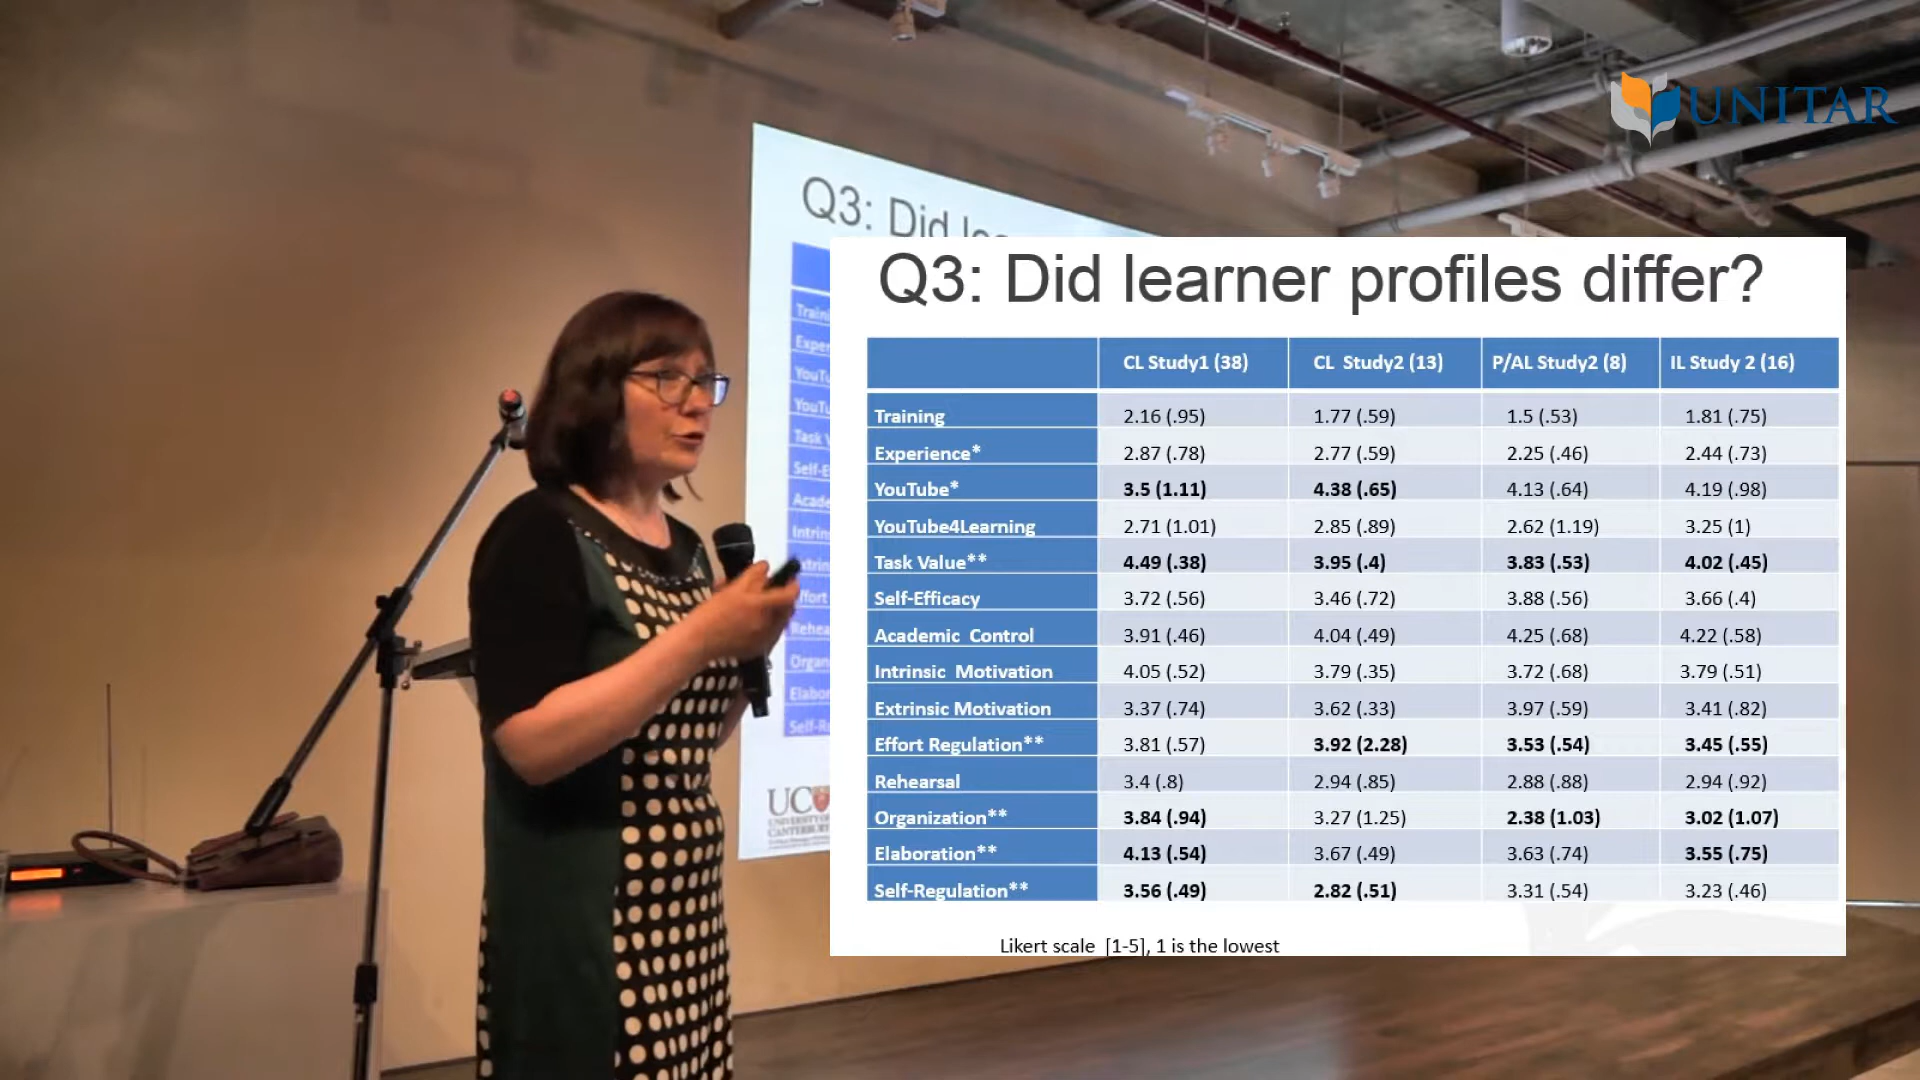 UNITAR
Q3: Did
Q3: Did learner profiles differ?
CL Study1 (38) CL Study2 (13) P/AL Study2 (8) IL Study 2 (16)
Training 2.16 (.95) 1.77 (.59) 1.5 (.53) 1.81 (.75)
Experience* 2.87 (.78) 2.77 (.59) 2.25 (.46) 2.44 (.73)
YouTube* 3.5 (1.11) 4.38 (.65) 4.13 (.64) 4.19 (.98)
YouTube4Learning 2.71 (1.01) 2.85 (.89) 2.62 (1.19) 3.25 (1)
Task Value** 4.49 (.38) 3.95 (.4) 3.83 (.53) 4.02 (.45)
Self-Efficacy 3.72 (.56) 3.46 (.72) 3.88 (.56) 3.66 (.4)
Academic Control 3.91 (.46) 4.04 (.49) 4.25 (.68) 4.22 (.58)
Intrinsic Motivation 4.05 (.52) 3.79 (.35) 3.72 (.68) 3.79 (.51)
Extrinsic Motivation 3.37 (.74) 3.62 (.33) 3.97 (.59) 3.41 (.82)
Effort Regulation** 3.81 (.57) 3.92 (2.28) 3.53 (.54) 3.45 (.55)
Rehearsal 3.4 (.8) 2.94 (.85) 2.88 (.88) 2.94 (.92)
Organization** 3.84 (.94) 3.27 (1.25) 2.38 (1.03) 3.02 (1.07)
Elaboration** 4.13 (.54) 3.67 (.49) 3.63 (.74) 3.55 (.75)
Self-Regulation** 3.56 (.49) 2.82 (.51) 3.31 (.54) 3.23 (.46)
Likert scale [1-5], 1 is the lowest
UC
UNIVERSITY OF
CANTERBURY